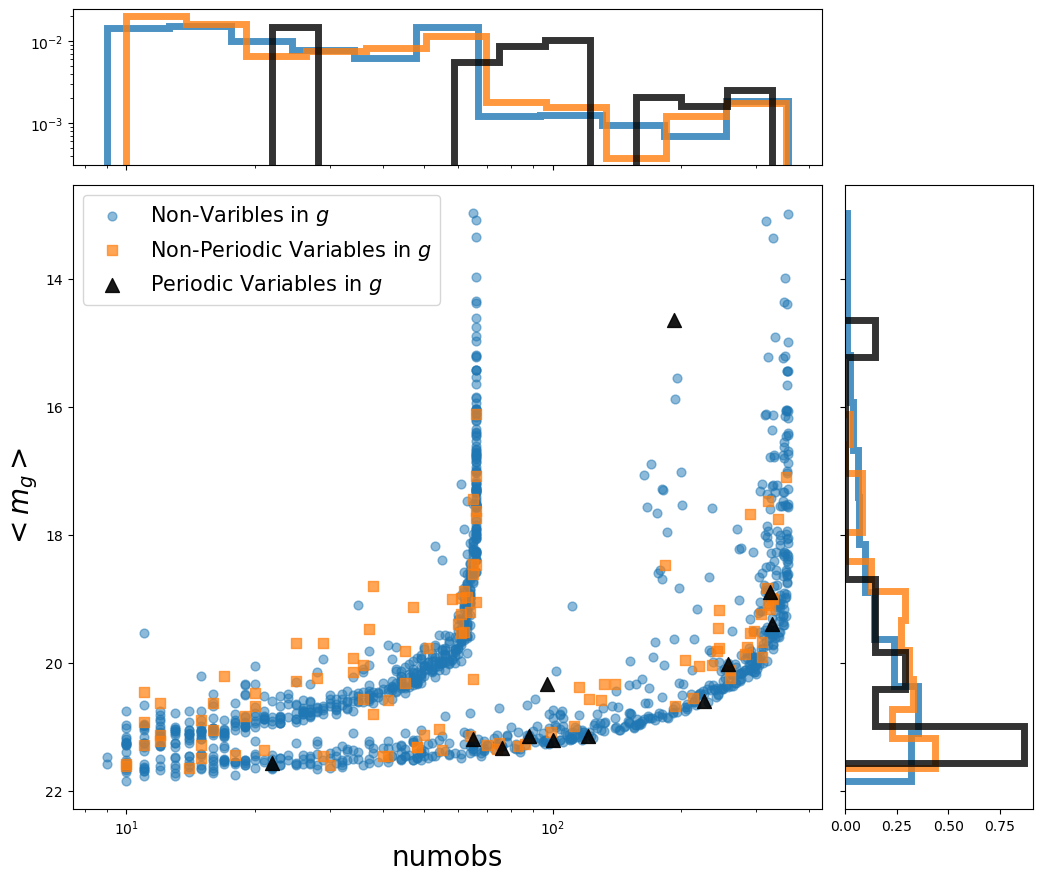 10⁻²
10⁻³
Non-Varibles in g
Non-Periodic Variables in g
Periodic Variables in g
14
16
18
20
22
<m_g>
10¹
10²
numobs
0.00
0.25
0.50
0.75